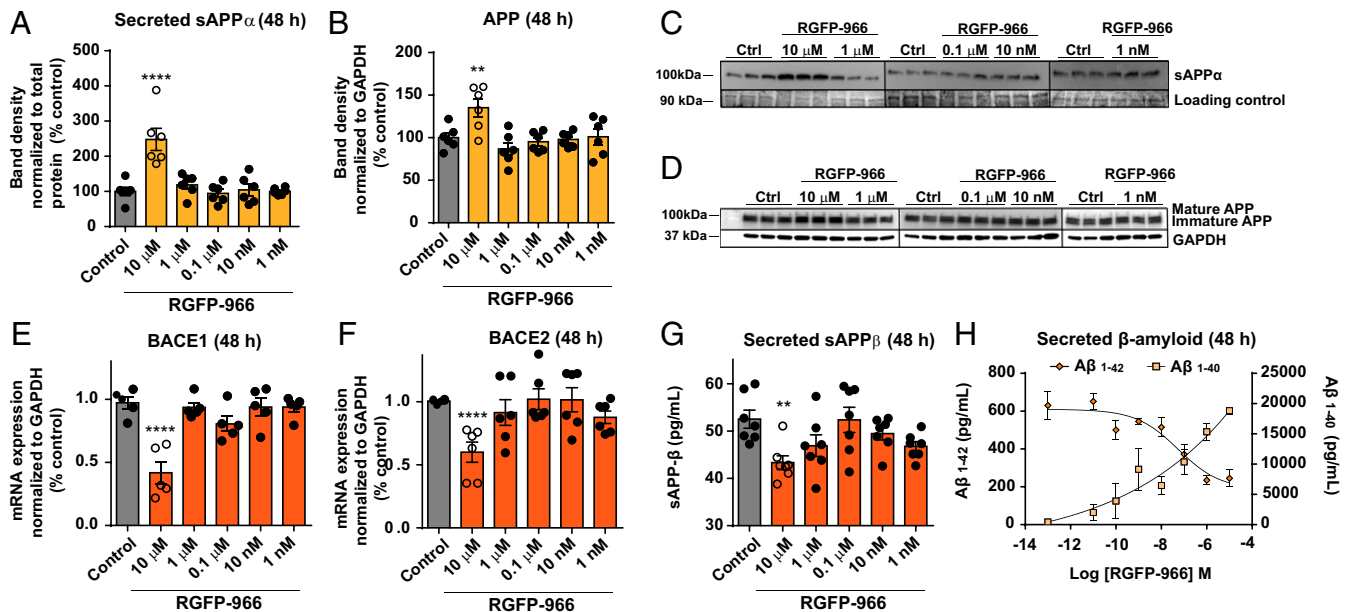 A
Secreted sAPPα (48 h)
Band density
normalized to total
protein (% control)
500
400
300
200
100
0
****
Control
10 μM
1 μM
0.1 μM
10 nM
1 nM
RGFP-966
B
APP (48 h)
Band density
normalized to GAPDH
(% control)
200
150
100
50
0
**
Control
10 μM
1 μM
0.1 μM
10 nM
1 nM
RGFP-966
C
RGFP-966
RGFP-966
RGFP-966
Ctrl
10 μM
1 μM
Ctrl
0.1 μM
10 nM
Ctrl
1 nM
100kDa
sAPPα
90 kDa
Loading control
D
RGFP-966
RGFP-966
RGFP-966
Ctrl
10 μM
1 μM
Ctrl
0.1 μM
10 nM
Ctrl
1 nM
Mature APP
100kDa
Immature APP
37 kDa
GAPDH
E
BACE1 (48 h)
mRNA expression
normalized to GAPDH
(% control)
1.0
0.5
0.0
****
Control
10 μM
1 μM
0.1 μM
10 nM
1 nM
RGFP-966
F
BACE2 (48 h)
mRNA expression
normalized to GAPDH
(% control)
1.0
0.5
0.0
****
Control
10 μM
1 μM
0.1 μM
10 nM
1 nM
RGFP-966
G
Secreted sAPPβ (48 h)
sAPP-β (pg/mL)
60
50
40
30
**
Control
10 μM
1 μM
0.1 μM
10 nM
1 nM
RGFP-966
H
Secreted β-amyloid (48 h)
Aβ 1-42
Aβ 1-40
Aβ 1-42 (pg/mL)
800
600
400
200
0
Aβ 1-40 (pg/mL)
25000
20000
15000
10000
5000
0
-14
-12
-10
-8
-6
-4
Log [RGFP-966] M